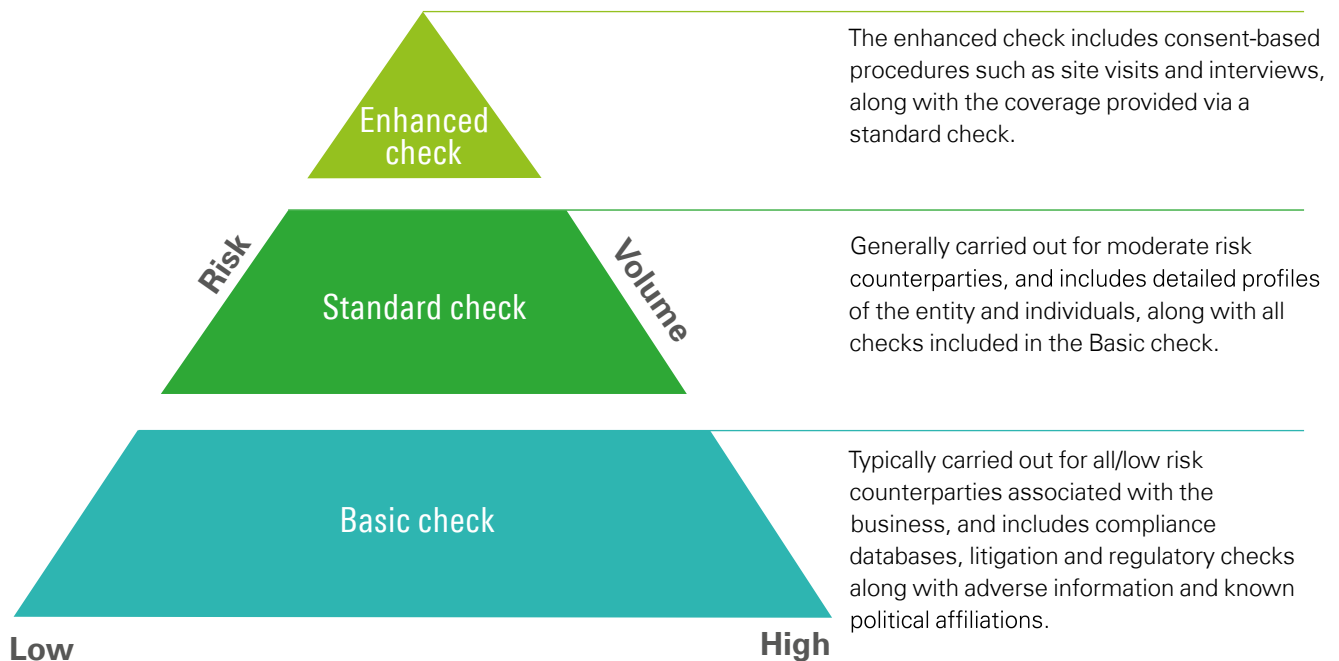 The enhanced check includes consent-based
procedures such as site visits and interviews,
along with the coverage provided via a
standard check.
Enhanced
check
Risk
Volume
Generally carried out for moderate risk
counterparties, and includes detailed profiles
of the entity and individuals, along with all
checks included in the Basic check.
Standard check
Typically carried out for all/low risk
counterparties associated with the
business, and includes compliance
databases, litigation and regulatory checks
along with adverse information and known
political affiliations.
Basic check
Low
High